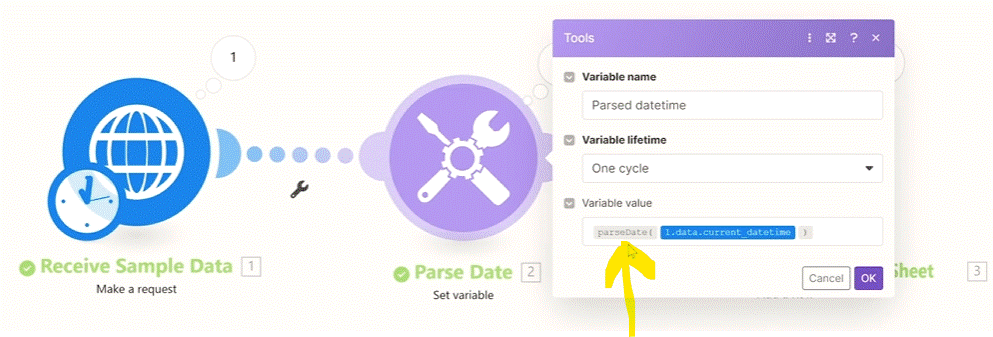 1
Tools
Variable name
Parsed datetime
Variable lifetime
One cycle
Variable value
parseDate( 1.data.current_datetime )
Cancel OK
Receive Sample Data 1
Make a request
Parse Date 2
Set variable
Sheet 3